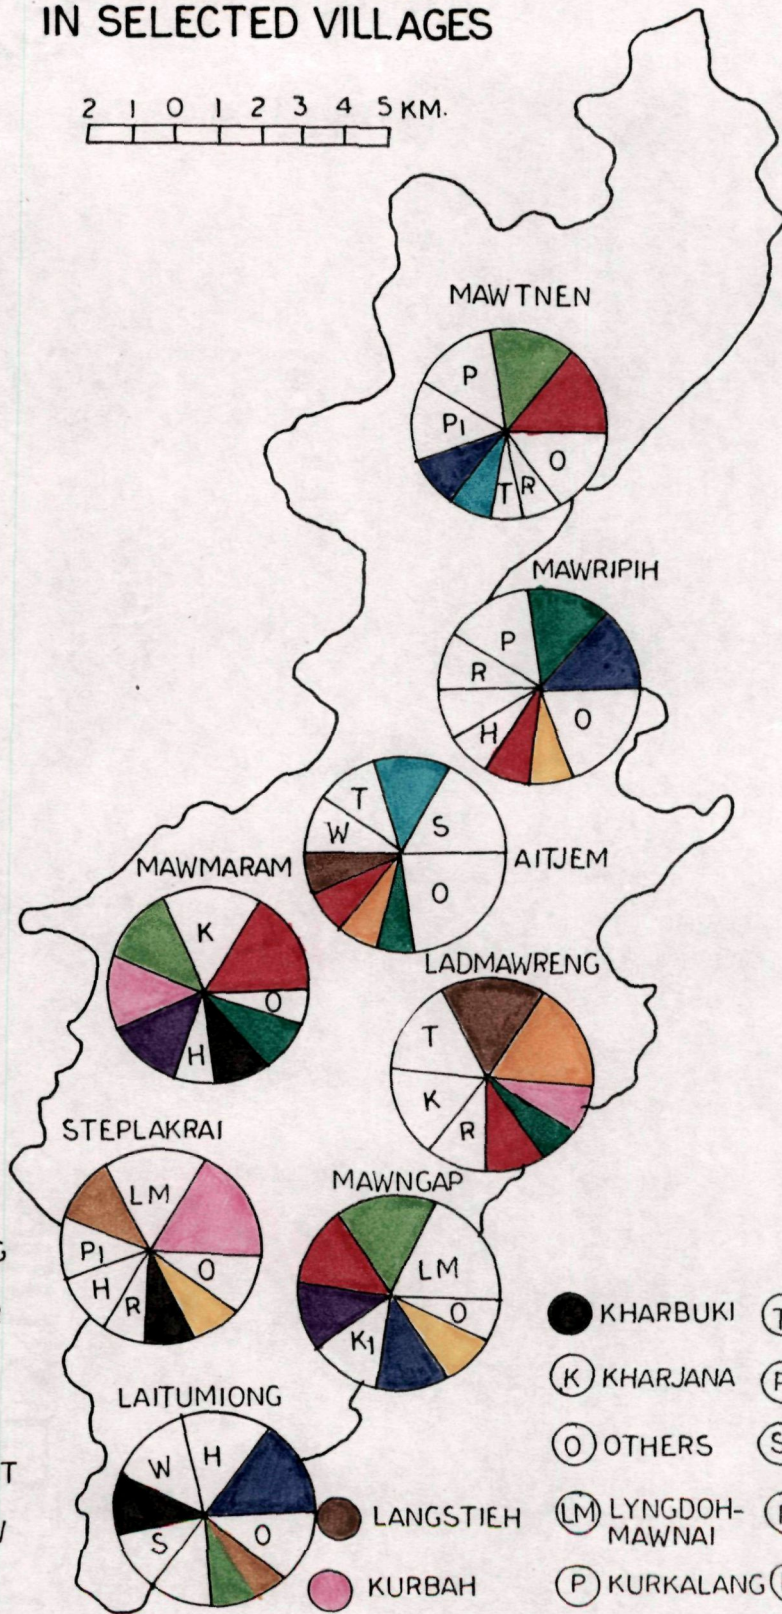 IN SELECTED VILLAGES
2 1 0 1 2 3 4 5 KM.
MAWTNEN
P
P1
T R O
MAWRIPIH
P
R
H
O
AITJEM
T
W
S
O
MAWMARAM
K
O
H
LADMAWRENG
T
K
R
STEPLAKRAI
LM
P1
H
R
O
MAWNGAP
LM
O
K1
LAITUMIONG
W H
S
O
KHARBUKI
K KHARJANA
O OTHERS
LM LYNGDOH-
MAWNAI
P KURKALANG
LANGSTIEH
KURBAH
T